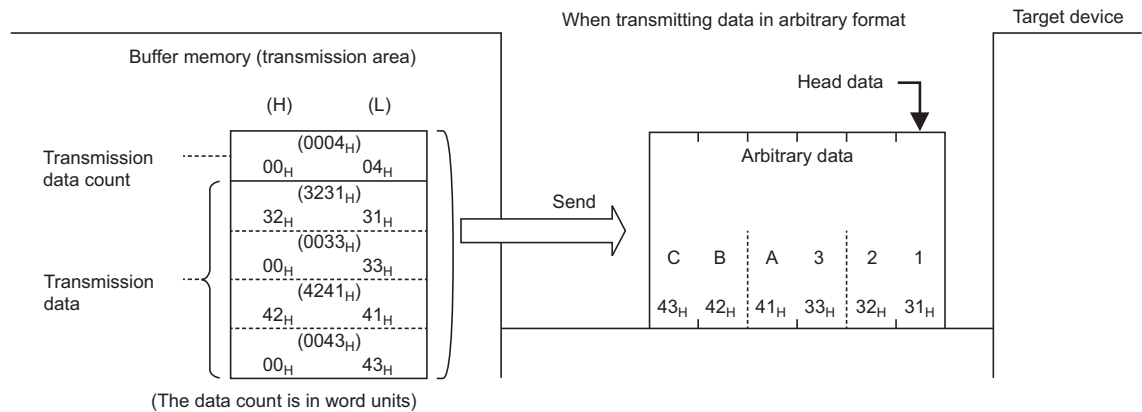 When transmitting data in arbitrary format
Target device
Buffer memory (transmission area)
Head data
(H) (L)
Transmission data count
(0004H)
00H 04H
Arbitrary data
Send
Transmission data
(3231H)
32H 31H
(0033H)
00H 33H
(4241H)
42H 41H
(0043H)
00H 43H
C B A 3 2 1
43H 42H 41H 33H 32H 31H
(The data count is in word units)